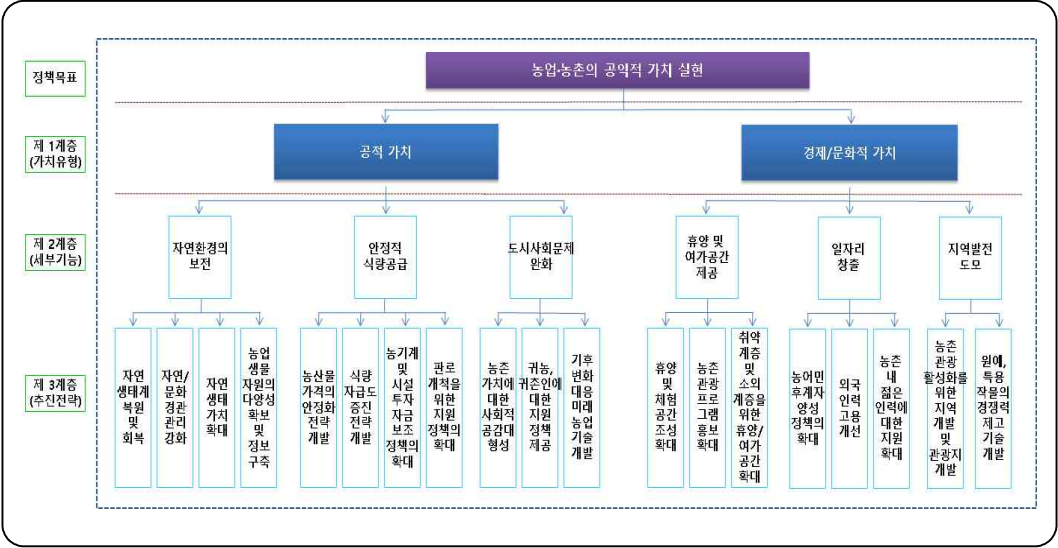 정책목표
농업·농촌의 공익적 가치 실현
제 1계층
(가치유형)
공적 가치
경제/문화적 가치
제 2계층
(세부기능)
자연환경의
보전
안정적
식량공급
도시사회문제
완화
휴양 및
여가공간
제공
일자리
창출
지역발전
도모
제 3계층
(추진전략)
자연
생태계
복원
및
회복
자연/
문화
경관
관리
강화
자연
생태
가치
확대
농업
생물
자원의
다양성
확보
및
정보
구축
농산물
가격의
안정화
전략
개발
식량
자급도
증진
전략
개발
농기계
및
시설
투자
자금
보조
정책의
확대
판로
개척을
위한
지원
정책의
확대
농촌
가치에
대한
사회적
공감대
형성
귀농,
귀촌인에
대한
지원
정책
제공
기후
변화
대응
미래
농업
기술
개발
휴양
및
체험
공간
조성
확대
농촌
관광
프로
그램
홍보
확대
취약
계층
및
소외
계층을
위한
휴양/
여가
공간
확대
농어민
후계자
양성
정책의
확대
외국
인력
고용
개선
농촌
내
젊은
인력에
대한
지원
확대
농촌
관광
활성화를
위한
지역
개발
및
관광지
개발
원예,
특용
작물의
경쟁력
제고
기술
개발